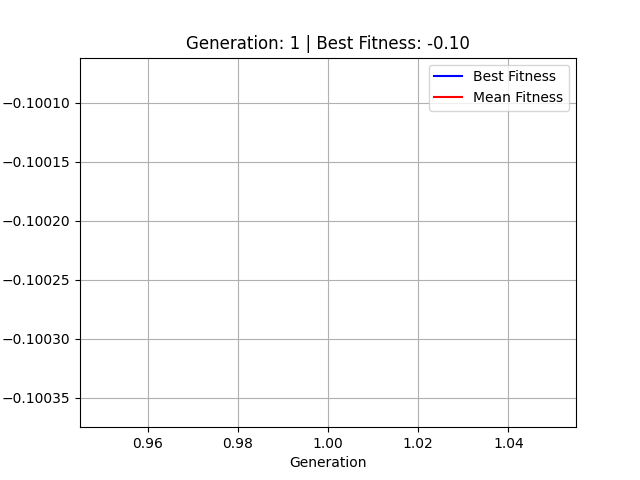 Generation: 1 | Best Fitness: -0.10
Best Fitness
Mean Fitness
−0.10010
−0.10015
−0.10020
−0.10025
−0.10030
−0.10035
0.96 0.98 1.00 1.02 1.04
Generation